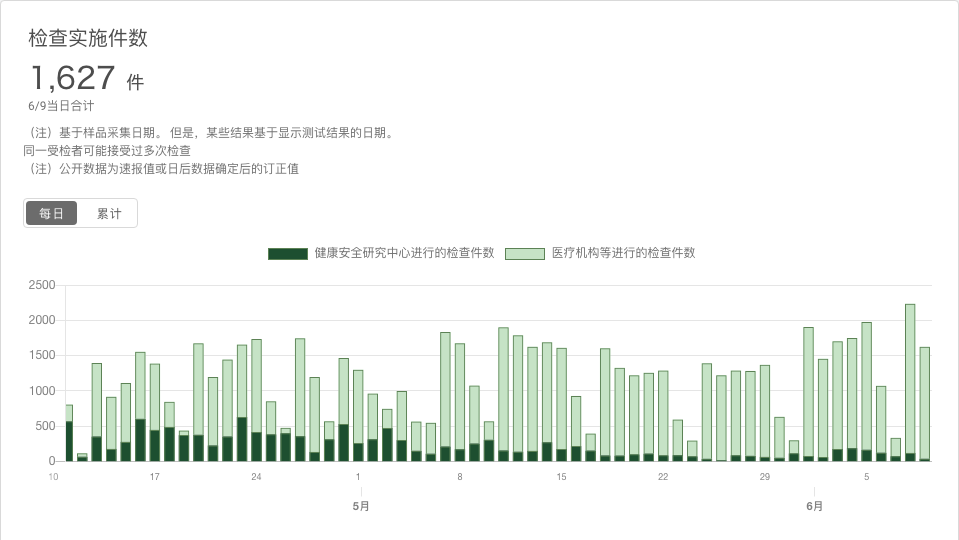 检查实施件数
1,627 件
6/9当日合计
（注）基于样品采集日期。 但是，某些结果基于显示测试结果的日期。
同一受检者可能接受过多次检查
（注）公开数据为速报值或日后数据确定后的订正值
每日 累计
健康安全研究中心进行的检查件数 医疗机构等进行的检查件数
2500
2000
1500
1000
500
0
10 17 24 1 8 15 22 29 5
5月 6月